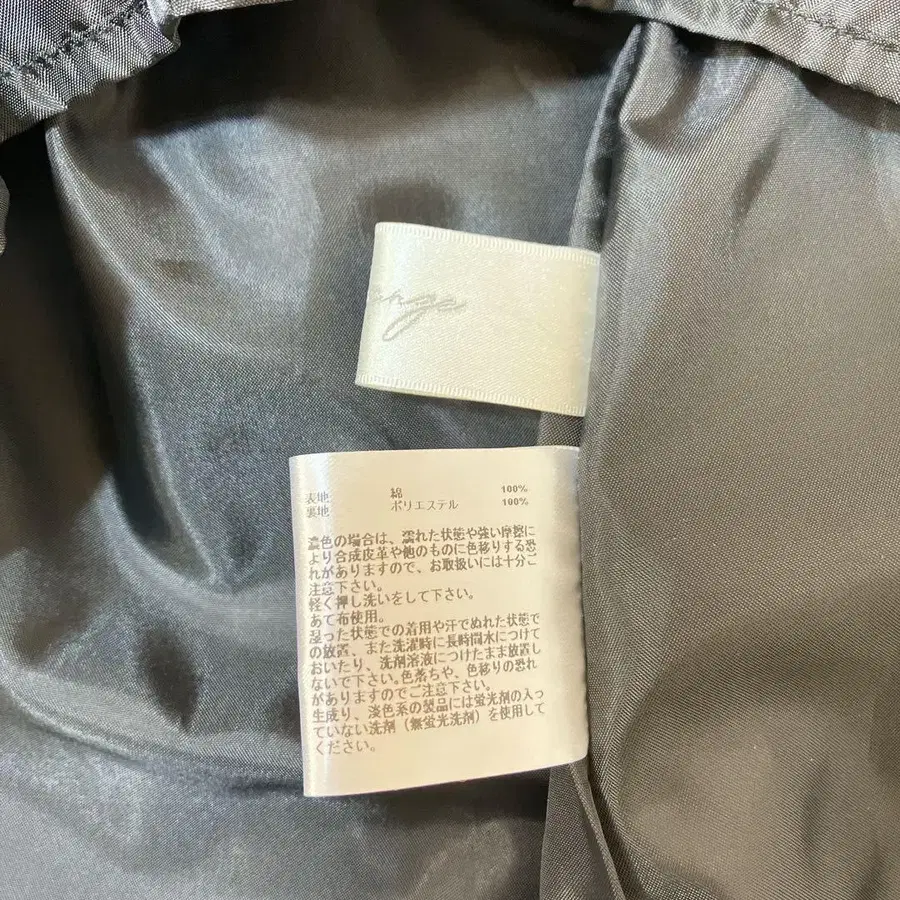 表地 綿 100%
裏地 ポリエステル 100%
濃色の場合は、濡れた状態や強い摩擦に
より合成皮革や他のものに色移りする恐
れがありますので、お取扱いには十分ご
注意下さい。
軽く押し洗いをして下さい。
あて布使用。
湿った状態での着用や汗でぬれた状態で
の放置、また洗濯時に長時間水につけて
おいたり、洗剤溶液につけたまま放置し
ないで下さい。色落ちや、色移りの恐れ
がありますのでご注意下さい。
生成り、淡色系の製品には蛍光剤の入っ
ていない洗剤（無蛍光洗剤）を使用して
ください。